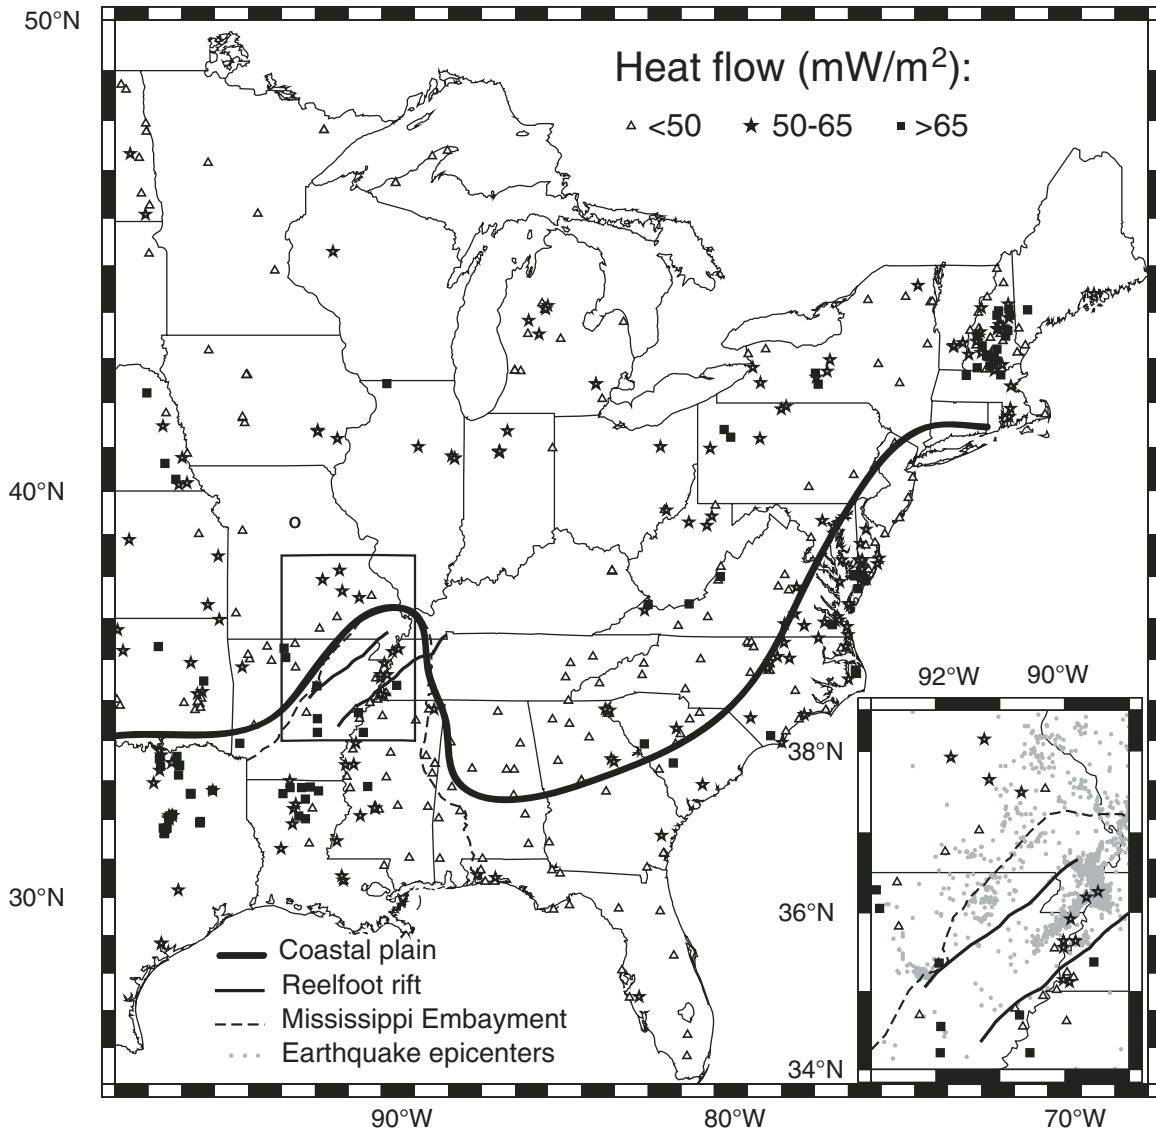 50°N
Heat flow (mW/m²):
<50 50-65 >65
40°N
o
92°W 90°W
38°N
30°N
36°N
Coastal plain
Reelfoot rift
Mississippi Embayment
Earthquake epicenters
34°N
90°W 80°W 70°W